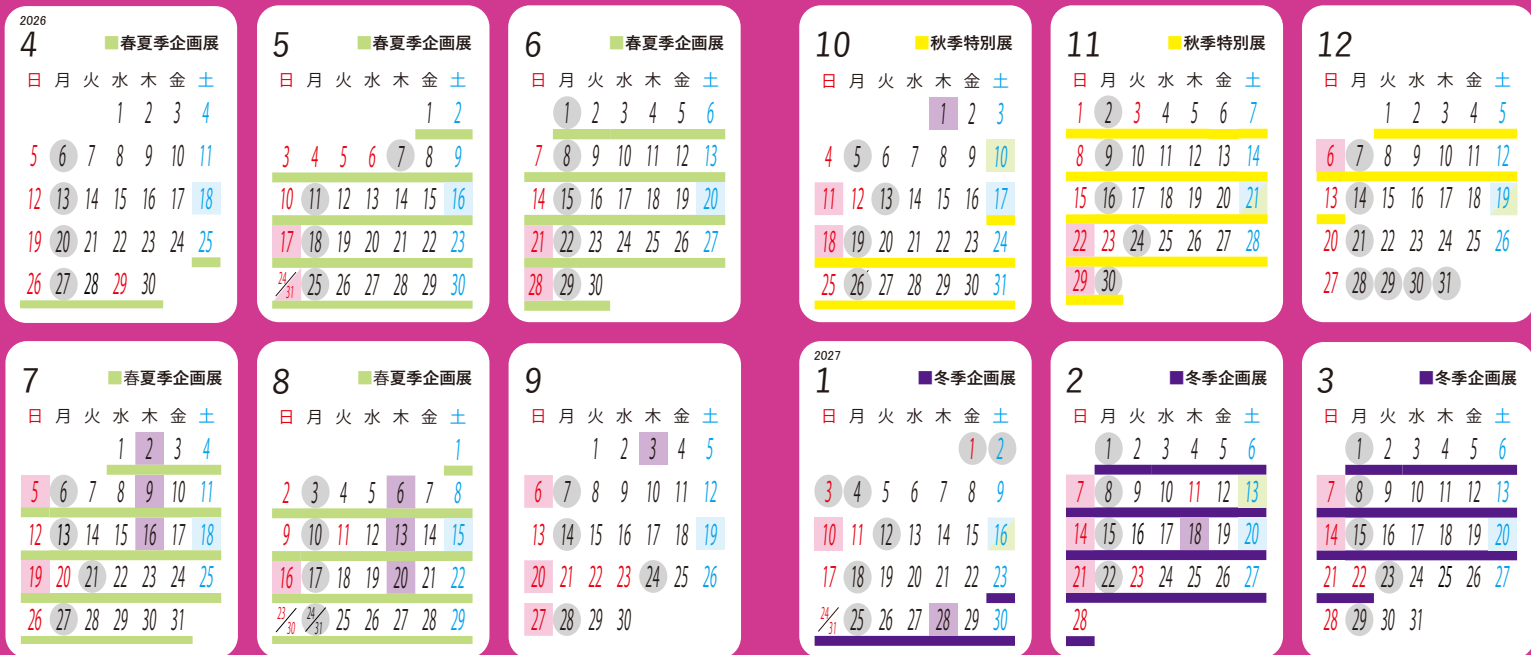 2026
4 ■春夏季企画展
日 月 火 水 木 金 土
1 2 3 4
5 6 7 8 9 10 11
12 13 14 15 16 17 18
19 20 21 22 23 24 25
26 27 28 29 30
5 ■春夏季企画展
日 月 火 水 木 金 土
1 2
3 4 5 6 7 8 9
10 11 12 13 14 15 16
17 18 19 20 21 22 23
24/31 25 26 27 28 29 30
6 ■春夏季企画展
日 月 火 水 木 金 土
1 2 3 4 5 6
7 8 9 10 11 12 13
14 15 16 17 18 19 20
21 22 23 24 25 26 27
28 29 30
10 ■秋季特別展
日 月 火 水 木 金 土
1 2 3
4 5 6 7 8 9 10
11 12 13 14 15 16 17
18 19 20 21 22 23 24
25 26 27 28 29 30 31
11 ■秋季特別展
日 月 火 水 木 金 土
1 2 3 4 5 6 7
8 9 10 11 12 13 14
15 16 17 18 19 20 21
22 23 24 25 26 27 28
29 30
12
日 月 火 水 木 金 土
1 2 3 4 5
6 7 8 9 10 11 12
13 14 15 16 17 18 19
20 21 22 23 24 25 26
27 28 29 30 31
7 ■春夏季企画展
日 月 火 水 木 金 土
1 2 3 4
5 6 7 8 9 10 11
12 13 14 15 16 17 18
19 20 21 22 23 24 25
26 27 28 29 30 31
8 ■春夏季企画展
日 月 火 水 木 金 土
1
2 3 4 5 6 7 8
9 10 11 12 13 14 15
16 17 18 19 20 21 22
23/30 24/31 25 26 27 28 29
9
日 月 火 水 木 金 土
1 2 3 4 5
6 7 8 9 10 11 12
13 14 15 16 17 18 19
20 21 22 23 24 25 26
27 28 29 30
2027
1 ■冬季企画展
日 月 火 水 木 金 土
1 2
3 4 5 6 7 8 9
10 11 12 13 14 15 16
17 18 19 20 21 22 23
24/31 25 26 27 28 29 30
2 ■冬季企画展
日 月 火 水 木 金 土
1 2 3 4 5 6
7 8 9 10 11 12 13
14 15 16 17 18 19 20
21 22 23 24 25 26 27
28
3 ■冬季企画展
日 月 火 水 木 金 土
1 2 3 4 5 6
7 8 9 10 11 12 13
14 15 16 17 18 19 20
21 22 23 24 25 26 27
28 29 30 31